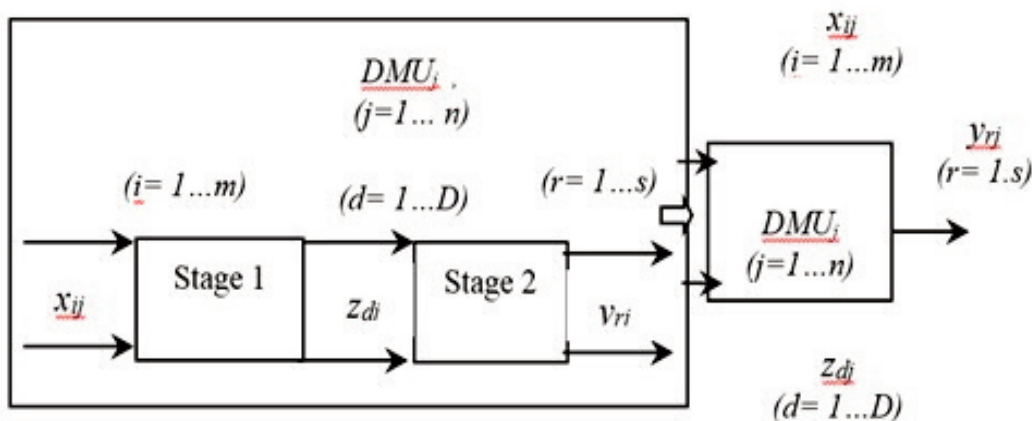 DMUj ,
(j=1... n)
(i= 1...m)
(d= 1...D)
(r= 1...s)
Stage 1
Stage 2
xij
zdj
yrj
xij
(i= 1...m)
yrj
(r= 1.s)
DMUj
(j=1...n)
zdj
(d= 1...D)